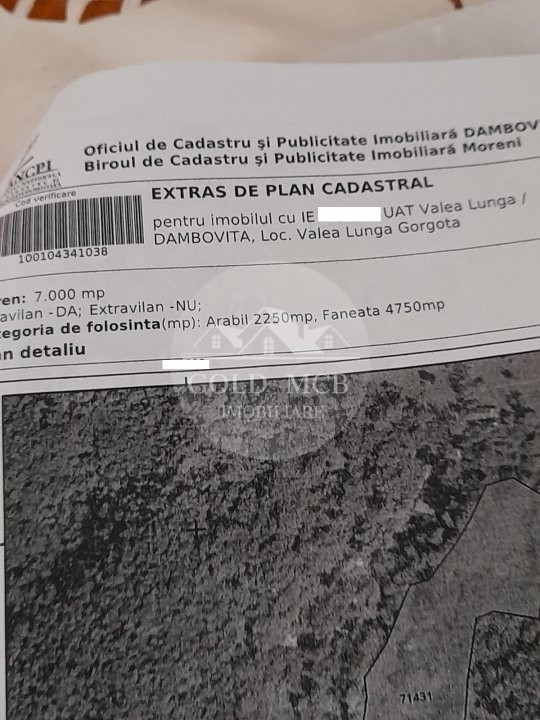 Oficiul de Cadastru şi Publicitate Imobiliară DAMBOV
Biroul de Cadastru şi Publicitate Imobiliară Moreni
ANCPL
Cod verificare
100104341038
EXTRAS DE PLAN CADASTRAL
pentru imobilul cu IE UAT Valea Lunga /
DAMBOVITA, Loc. Valea Lunga Gorgota
ren: 7.000 mp
avilan -DA; Extravilan -NU;
tegoria de folosinta(mp): Arabil 2250mp, Faneata 4750mp
n detaliu
GOLD MCB
IMOBILIARE
71431